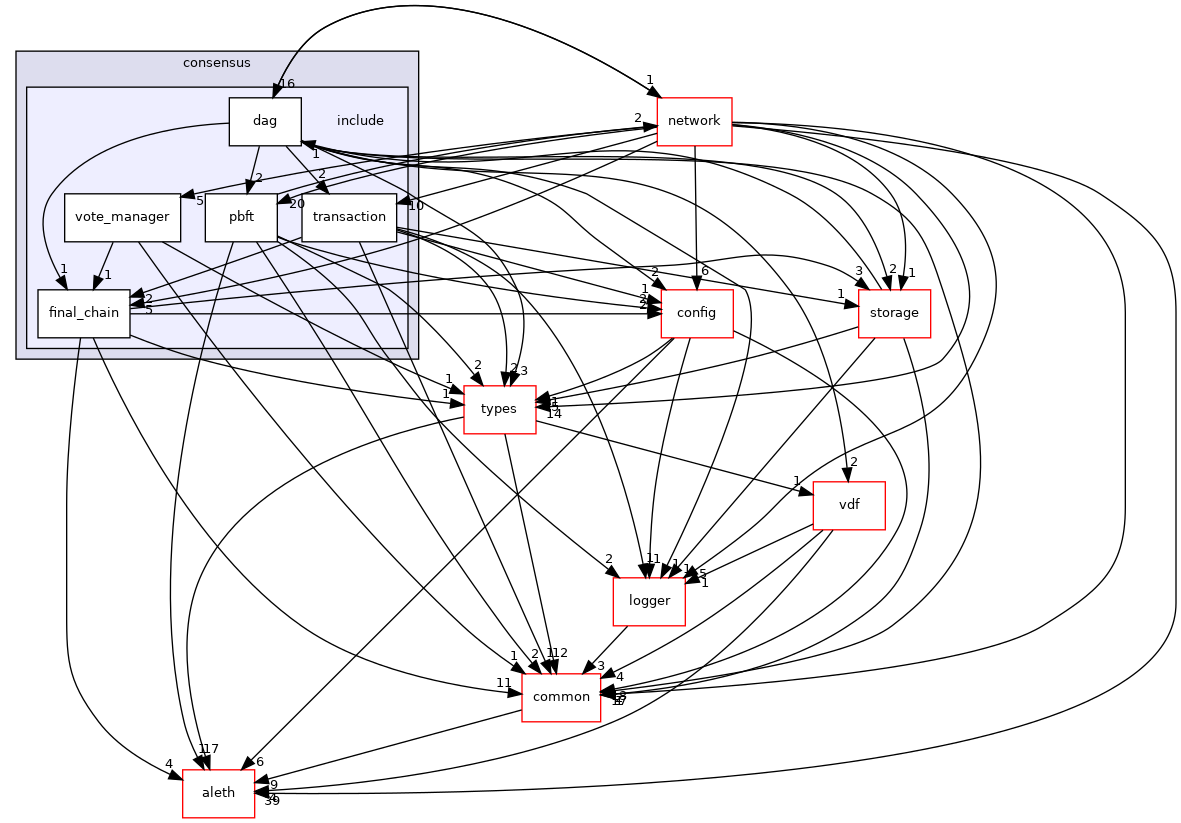 consensus
16
1
dag
include
network
2
1
2
2
5
20
10
vote_manager
pbft
transaction
1
1
2
6
3
2
1
1
2
5
1
final_chain
config
storage
2
3
1
1
14
types
2
1
vdf
2
1
1
5
1
logger
1
2
12
3
4
11
common
17
4
17
6
9
39
aleth